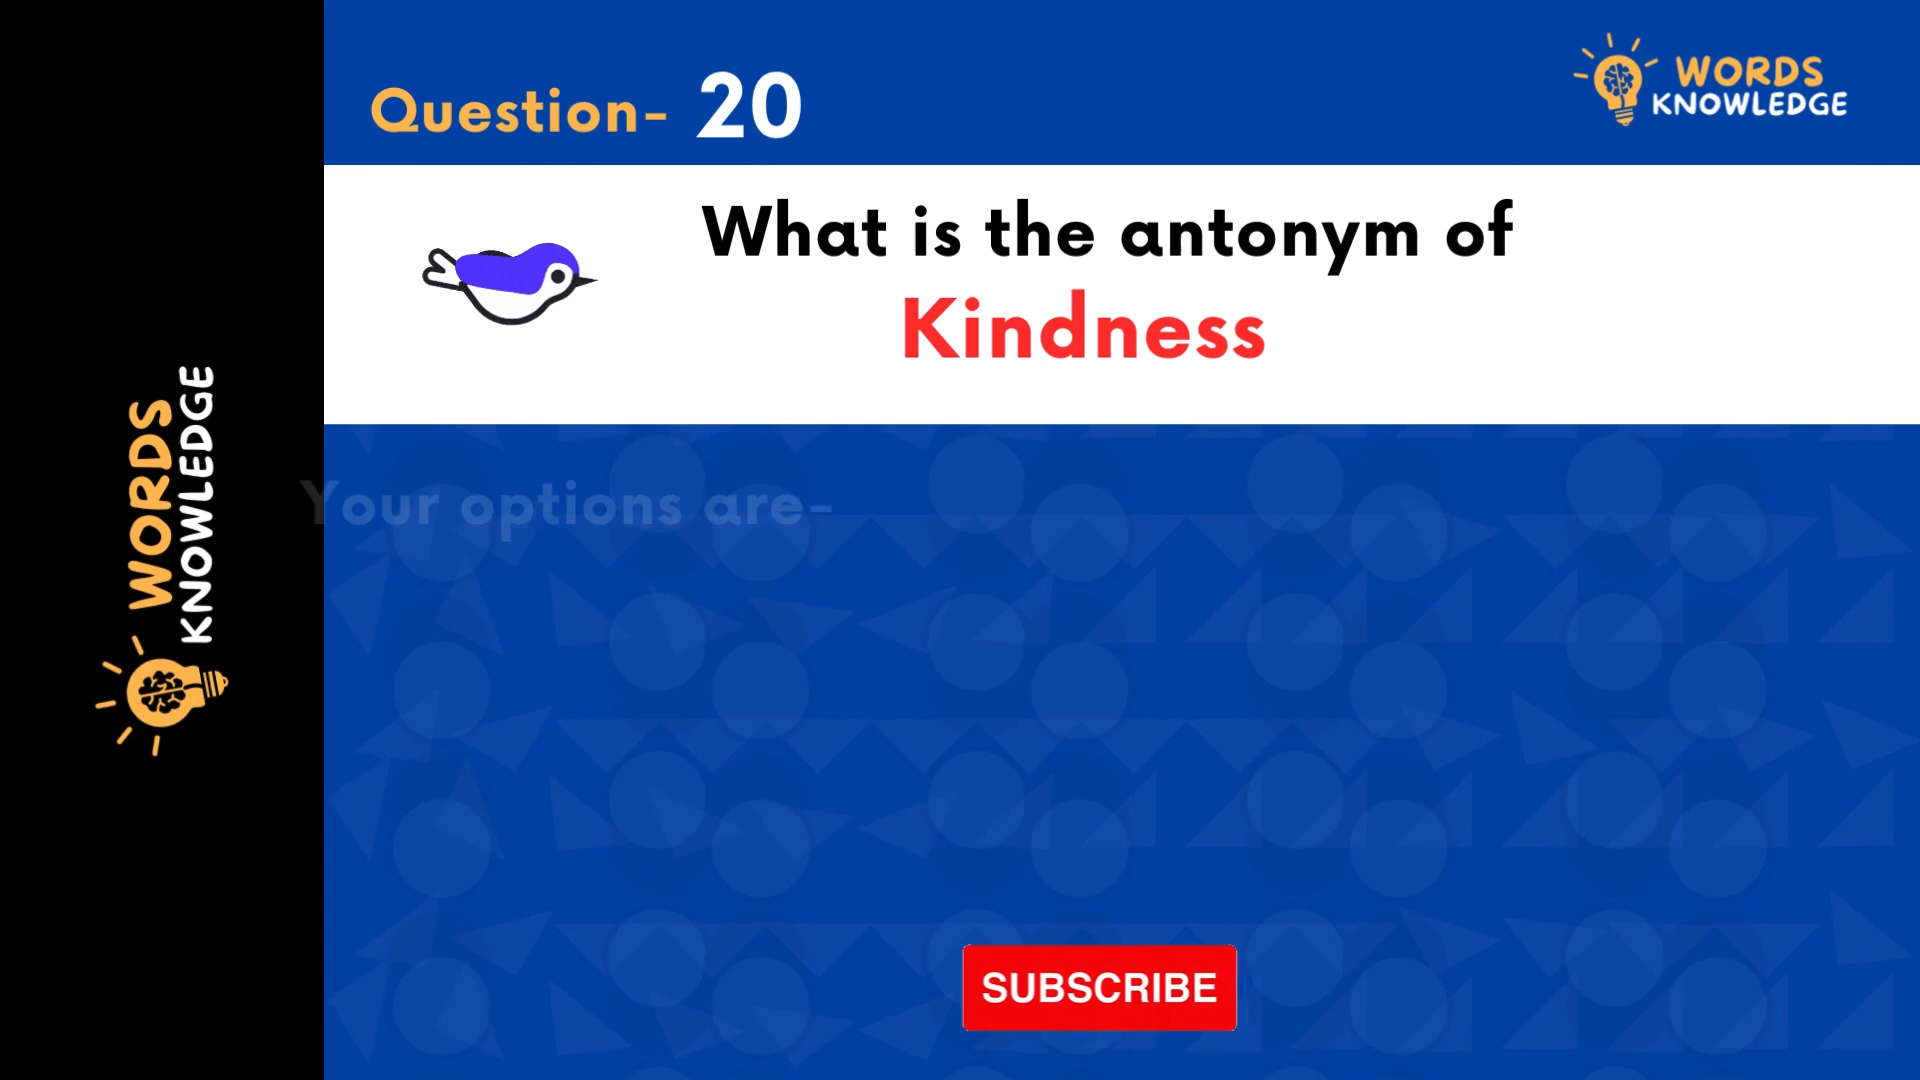 Question- 20
WORDS
KNOWLEDGE
What is the antonym of
Kindness
WORDS
KNOWLEDGE
Your options are-
SUBSCRIBE